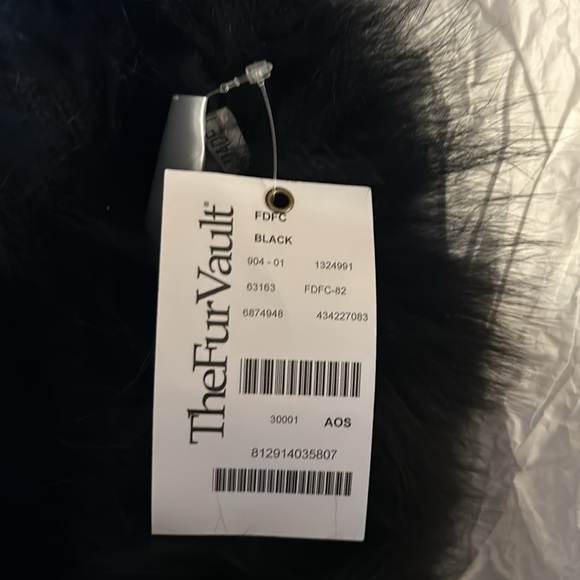 TheFurVault®
FDFC
BLACK
904 - 01 1324991
63163 FDFC-82
6874948 434227083
30001 AOS
812914035807